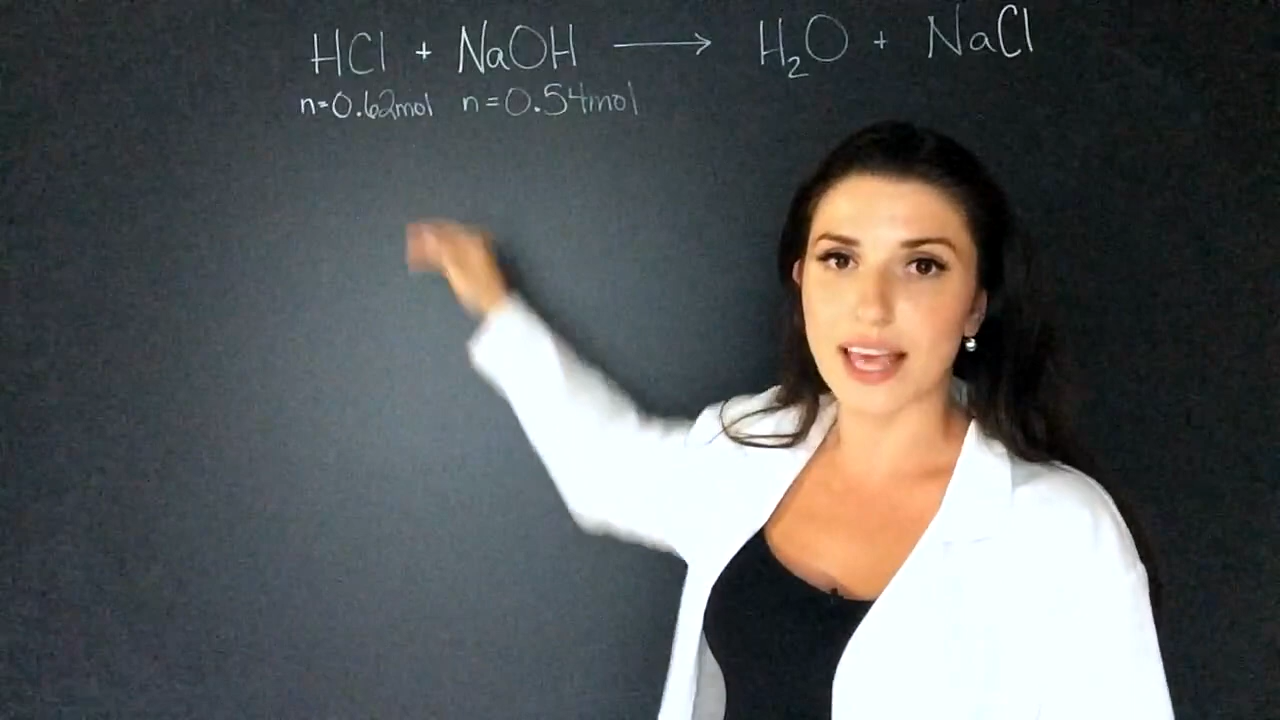 HCl + NaOH ⟶ H₂O + NaCl
n=0.62mol n=0.54mol